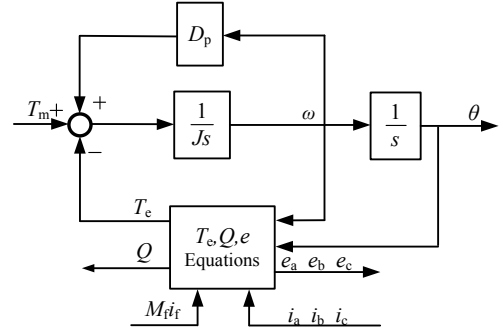 D_p
T_m + +
1/Js
ω
1/s
θ
−
T_e
Q
T_e, Q, e
Equations
e_a e_b e_c
M_f i_f
i_a i_b i_c